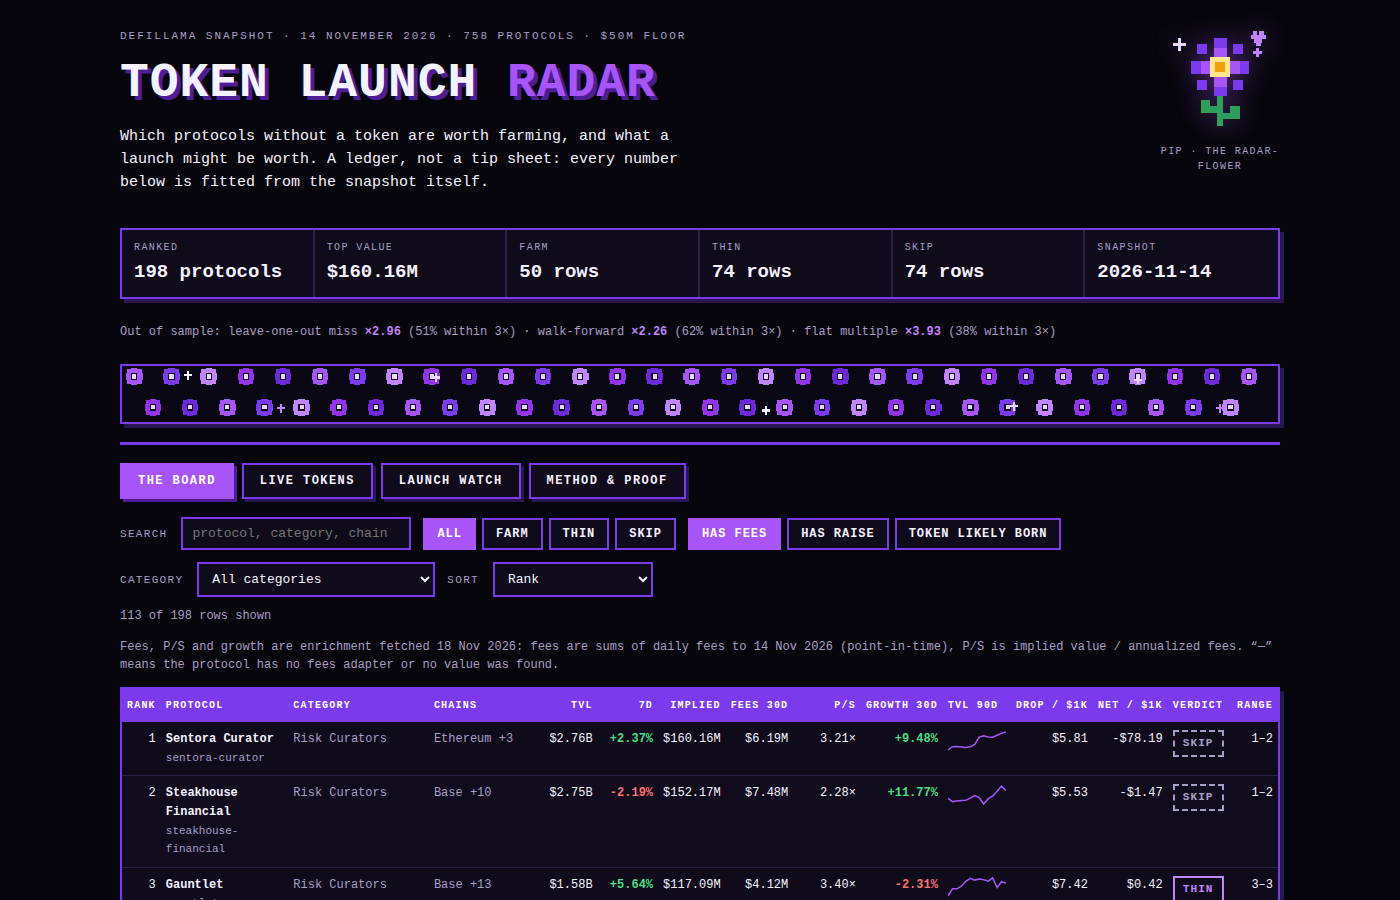 DEFILLAMA SNAPSHOT · 14 NOVEMBER 2026 · 758 PROTOCOLS · $50M FLOOR
TOKEN LAUNCH RADAR
Which protocols without a token are worth farming, and what a
launch might be worth. A ledger, not a tip sheet: every number
below is fitted from the snapshot itself.
PIP · THE RADAR-
FLOWER
RANKED TOP VALUE FARM THIN SKIP SNAPSHOT
198 protocols $160.16M 50 rows 74 rows 74 rows 2026-11-14
Out of sample: leave-one-out miss ×2.96 (51% within 3×) · walk-forward ×2.26 (62% within 3×) · flat multiple ×3.93 (38% within 3×)
THE BOARD LIVE TOKENS LAUNCH WATCH METHOD & PROOF
SEARCH protocol, category, chain ALL FARM THIN SKIP HAS FEES HAS RAISE TOKEN LIKELY BORN
CATEGORY All categories SORT Rank
113 of 198 rows shown
Fees, P/S and growth are enrichment fetched 18 Nov 2026: fees are sums of daily fees to 14 Nov 2026 (point-in-time), P/S is implied value / annualized fees. “—”
means the protocol has no fees adapter or no value was found.
RANK PROTOCOL CATEGORY CHAINS TVL 7D IMPLIED FEES 30D P/S GROWTH 30D TVL 90D DROP / $1K NET / $1K VERDICT RANGE
1 Sentora Curator Risk Curators Ethereum +3 $2.76B +2.37% $160.16M $6.19M 3.21× +9.48% $5.81 -$78.19 SKIP 1–2
sentora-curator
2 Steakhouse Risk Curators Base +10 $2.75B -2.19% $152.17M $7.48M 2.28× +11.77% $5.53 -$1.47 SKIP 1–2
Financial
steakhouse-
financial
3 Gauntlet Risk Curators Base +13 $1.58B +5.64% $117.09M $4.12M 3.40× -2.31% $7.42 $0.42 THIN 3–3